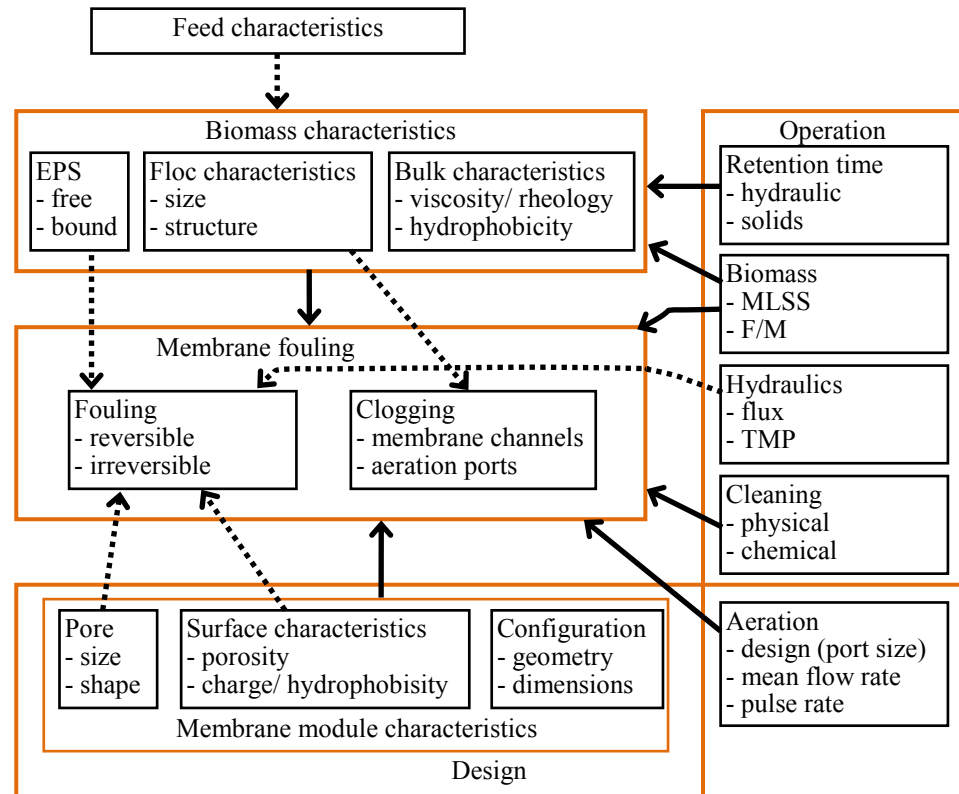 Feed characteristics
Biomass characteristics
EPS
- free
- bound
Floc characteristics
- size
- structure
Bulk characteristics
- viscosity/ rheology
- hydrophobicity
Operation
Retention time
- hydraulic
- solids
Biomass
- MLSS
- F/M
Hydraulics
- flux
- TMP
Cleaning
- physical
- chemical
Membrane fouling
Fouling
- reversible
- irreversible
Clogging
- membrane channels
- aeration ports
Pore
- size
- shape
Surface characteristics
- porosity
- charge/ hydrophobisity
Configuration
- geometry
- dimensions
Membrane module characteristics
Design
Aeration
- design (port size)
- mean flow rate
- pulse rate